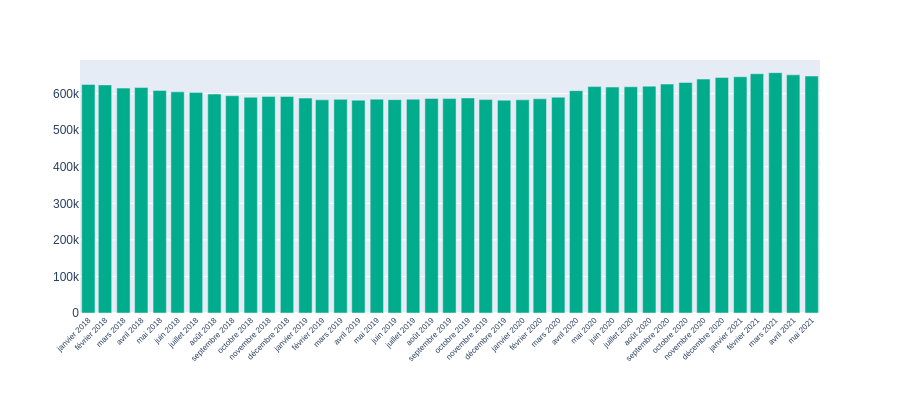 600k
500k
400k
300k
200k
100k
0
janvier 2018
février 2018
mars 2018
avril 2018
mai 2018
juin 2018
juillet 2018
août 2018
septembre 2018
octobre 2018
novembre 2018
décembre 2018
janvier 2019
février 2019
mars 2019
avril 2019
mai 2019
juin 2019
juillet 2019
août 2019
septembre 2019
octobre 2019
novembre 2019
décembre 2019
janvier 2020
février 2020
mars 2020
avril 2020
mai 2020
juin 2020
juillet 2020
août 2020
septembre 2020
octobre 2020
novembre 2020
décembre 2020
janvier 2021
février 2021
mars 2021
avril 2021
mai 2021